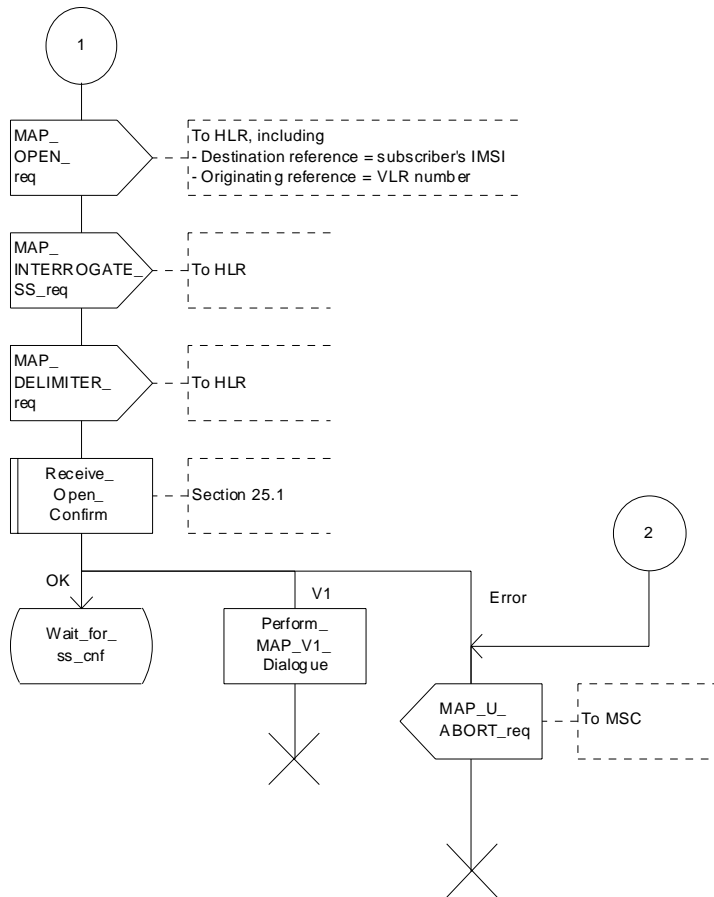 1
MAP_
OPEN_
req
To HLR, including
- Destination reference = subscriber's IMSI
- Originating reference = VLR number
MAP_
INTERROGATE_
SS_req
To HLR
MAP_
DELIMITER_
req
To HLR
Receive_
Open_
Confirm
Section 25.1
2
OK
V1
Error
Wait_for_
ss_cnf
Perform_
MAP_V1_
Dialogue
MAP_U_
ABORT_req
To MSC